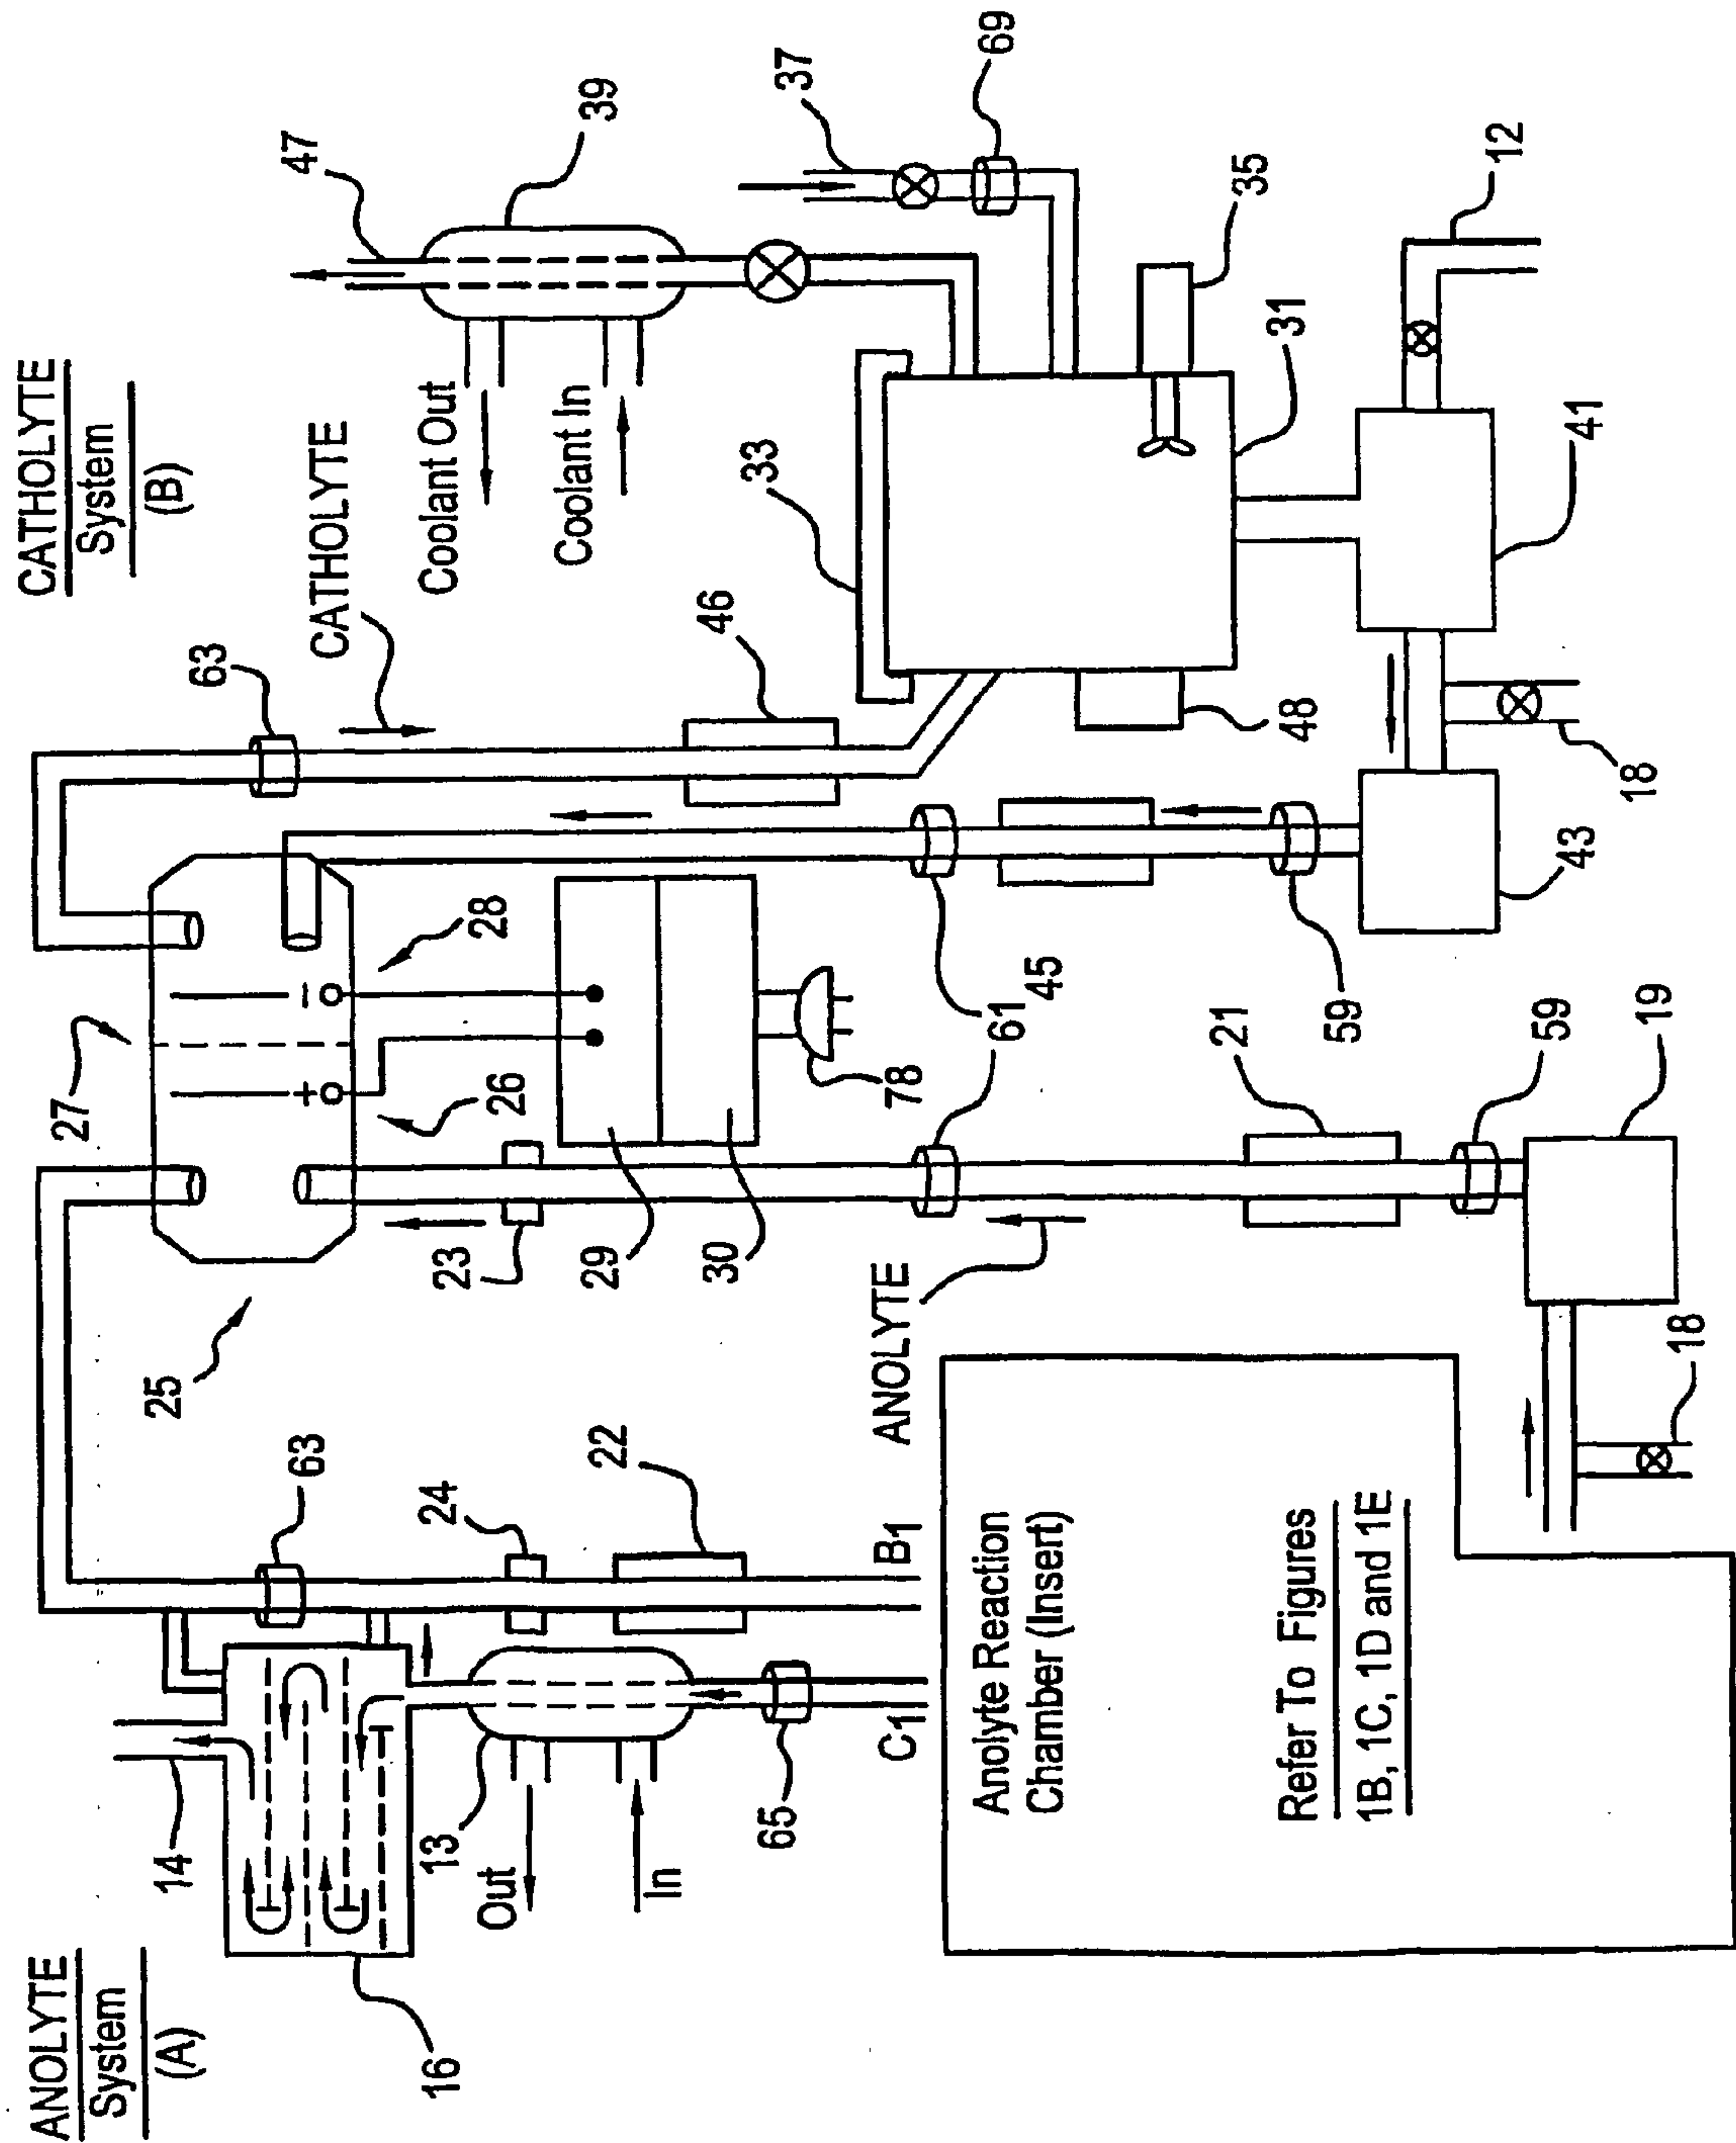 ANOLYTE
System
(A)
CATHOLYTE
System
(B)
27
47
14
25
63
63
CATHOLYTE
39
16
13
24
23
26
28
Coolant Out
Out
22
29
Coolant In
In
30
46
33
37
65
C1
B1
ANOLYTE
78
69
Anolyte Reaction
Chamber (Insert)
61
45
21
59
35
48
31
Refer To Figures
1B, 1C, 1D and 1E
59
12
18
19
43
18
41